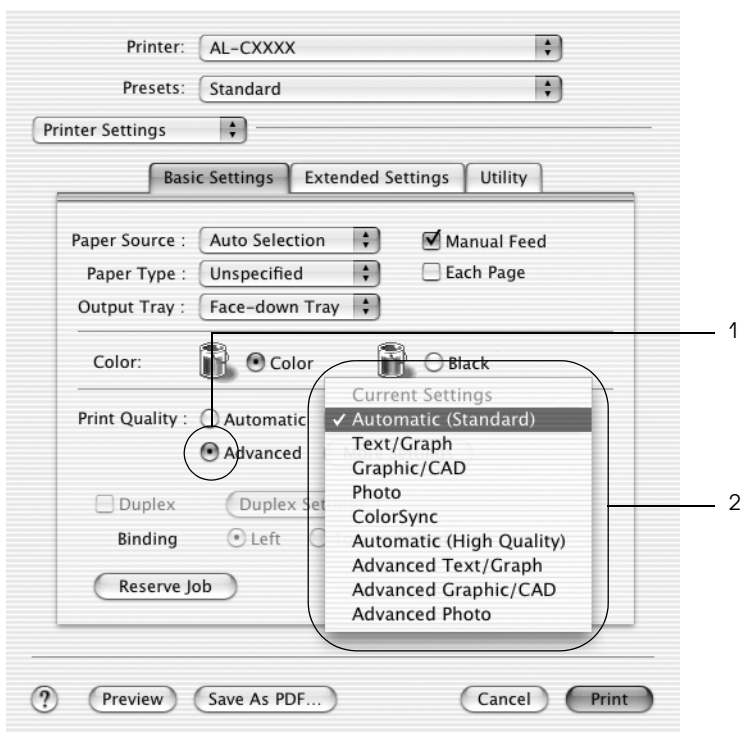 Printer: AL-CXXXX
Presets: Standard
Printer Settings
Basic Settings Extended Settings Utility
Paper Source : Auto Selection Manual Feed
Paper Type : Unspecified Each Page
Output Tray : Face-down Tray
1
Color: Color Black
Current Settings
Print Quality : Automatic ✓ Automatic (Standard)
Text/Graph
Advanced
Graphic/CAD
Photo
2
Duplex Duplex Set
ColorSync
Binding Left
Automatic (High Quality)
Advanced Text/Graph
Reserve Job
Advanced Graphic/CAD
Advanced Photo
? Preview Save As PDF... Cancel Print